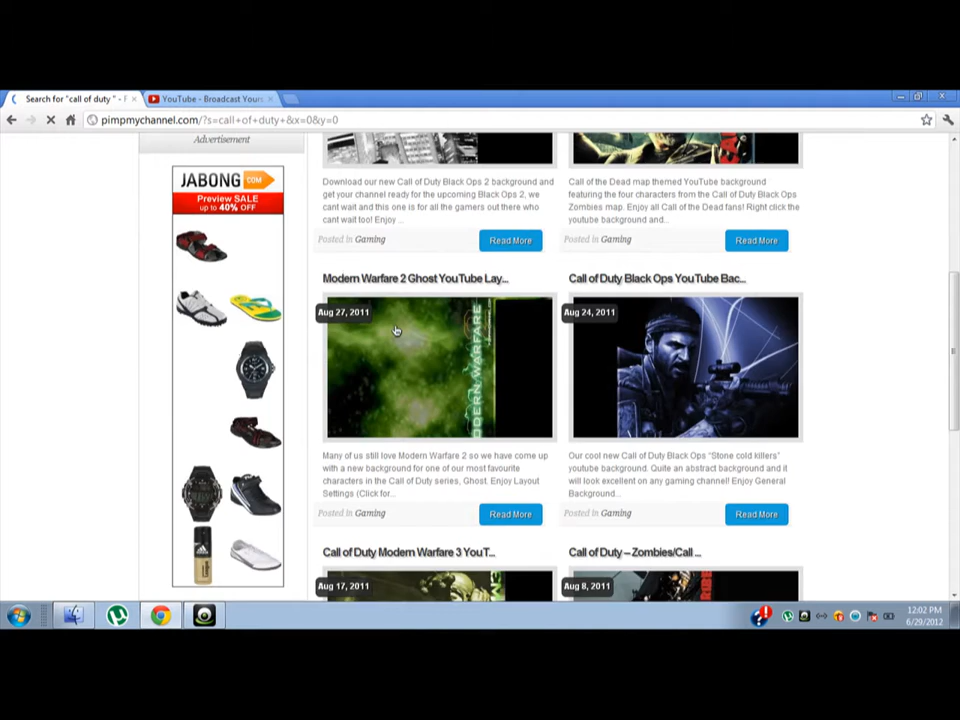 Search for "call of duty " - F
YouTube - Broadcast Yours
pimpmychannel.com/?s=call+of+duty+&x=0&y=0
Advertisement
JABONG.COM
Preview SALE
up to 40% OFF
Download our new Call of Duty Black Ops 2 background and
get your channel ready for the upcoming Black Ops 2, we
cant wait and this one is for all the gamers out there who
cant wait too! Enjoy ...
Posted in Gaming
Read More
Call of the Dead map themed YouTube background
featuring the four characters from the Call of Duty Black Ops
Zombies map. Enjoy all Call of the Dead fans! Right click the
youtube background and...
Posted in Gaming
Read More
Modern Warfare 2 Ghost YouTube Lay...
Aug 27, 2011
ODERN WARFARE
Many of us still love Modern Warfare 2 so we have come up
with a new background for one of our most favourite
characters in the Call of Duty series, Ghost. Enjoy Layout
Settings (Click for...
Posted in Gaming
Read More
Call of Duty Black Ops YouTube Bac...
Aug 24, 2011
Our cool new Call of Duty Black Ops “Stone cold killers”
youtube background. Quite an abstract background and it
will look excellent on any gaming channel! Enjoy General
Background...
Posted in Gaming
Read More
Call of Duty Modern Warfare 3 YouT...
Aug 17, 2011
Call of Duty – Zombies/Call ...
Aug 8, 2011
adidas
12:02 PM
6/29/2012